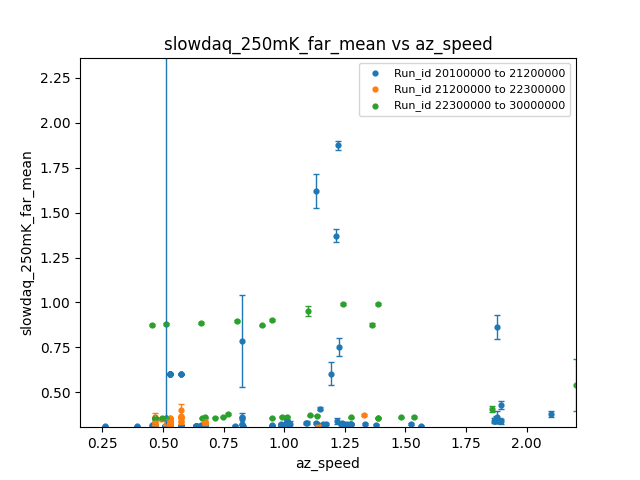 slowdaq_250mK_far_mean vs az_speed
Run_id 20100000 to 21200000
Run_id 21200000 to 22300000
Run_id 22300000 to 30000000
slowdaq_250mK_far_mean
2.25
2.00
1.75
1.50
1.25
1.00
0.75
0.50
0.25 0.50 0.75 1.00 1.25 1.50 1.75 2.00
az_speed